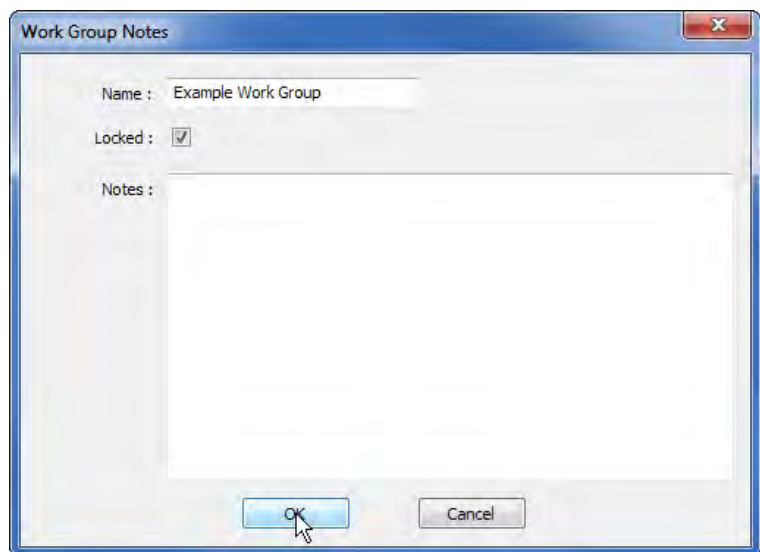 Work Group Notes
Name : Example Work Group
Locked :
Notes :
OK Cancel